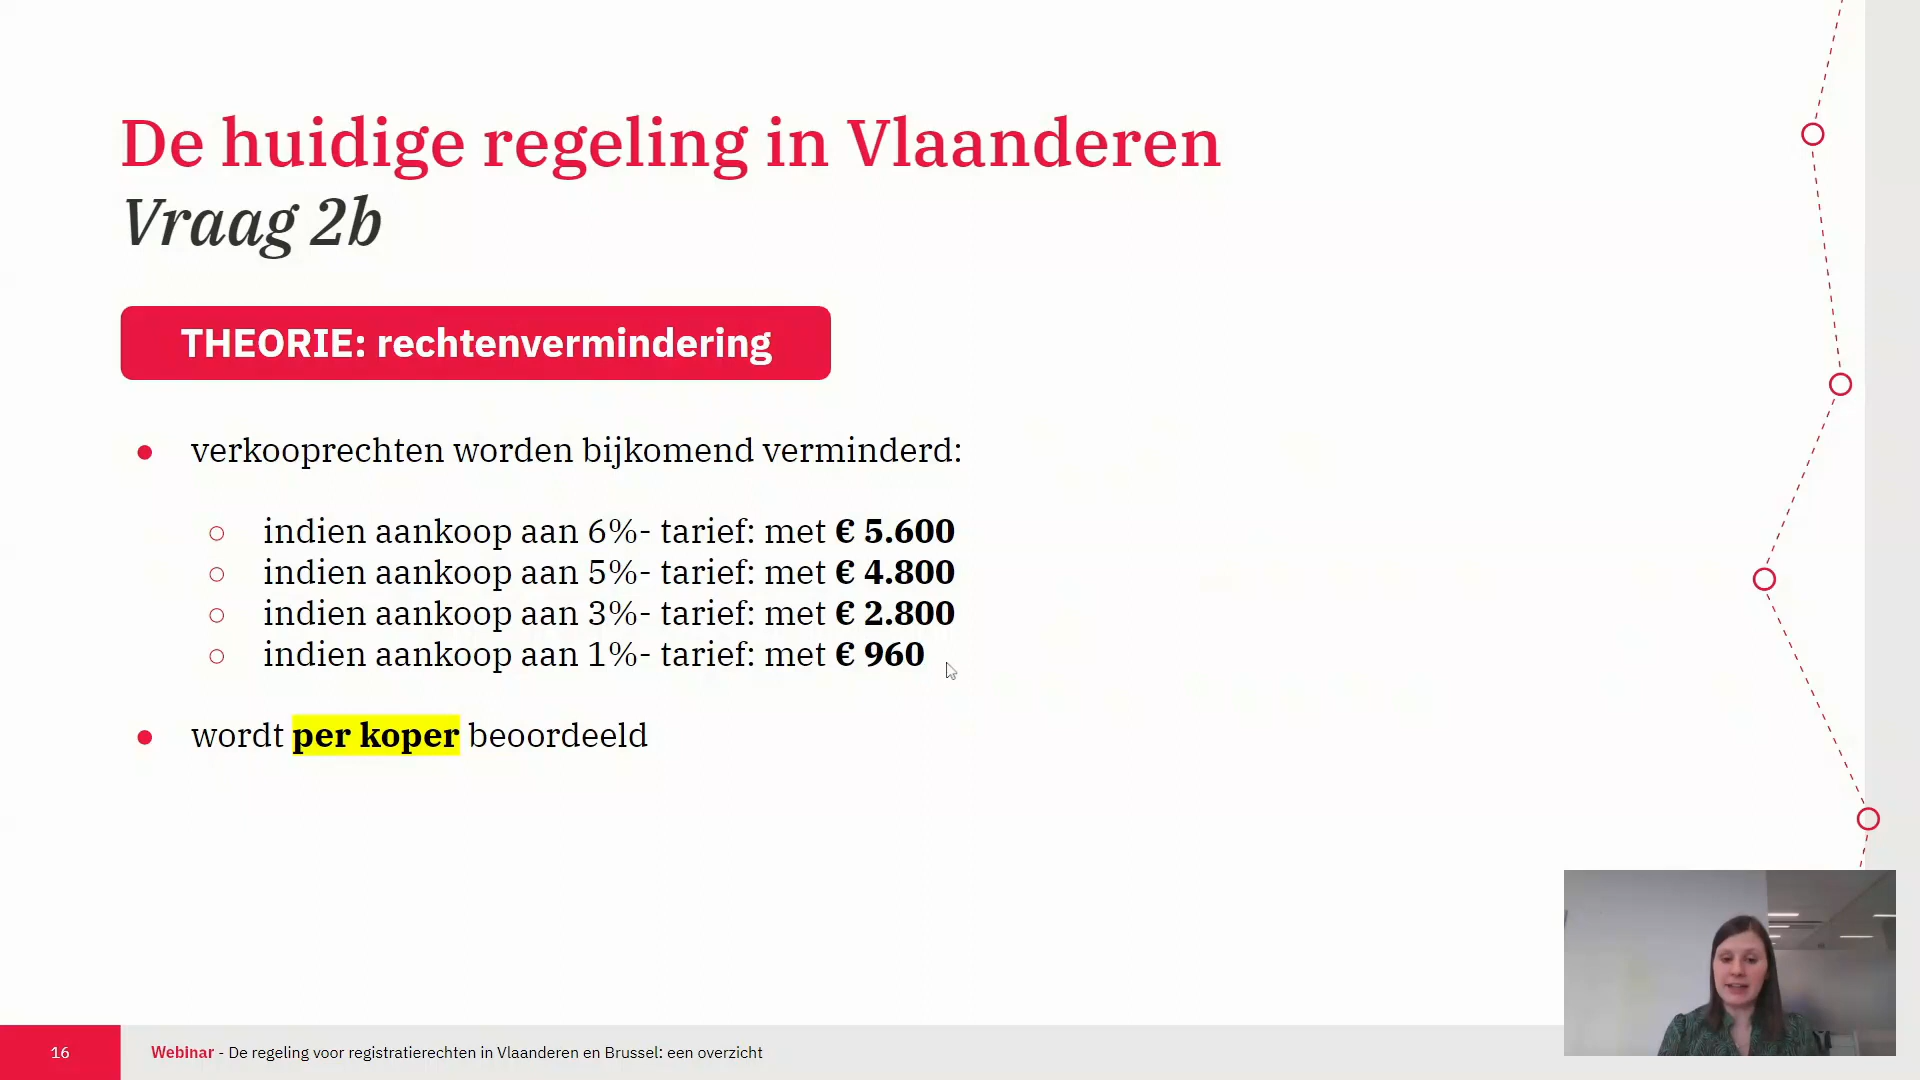 De huidige regeling in Vlaanderen
Vraag 2b
THEORIE: rechtenvermindering
● verkooprechten worden bijkomend verminderd:
○ indien aankoop aan 6%- tarief: met € 5.600
○ indien aankoop aan 5%- tarief: met € 4.800
○ indien aankoop aan 3%- tarief: met € 2.800
○ indien aankoop aan 1%- tarief: met € 960
● wordt per koper beoordeeld
16
Webinar - De regeling voor registratierechten in Vlaanderen en Brussel: een overzicht